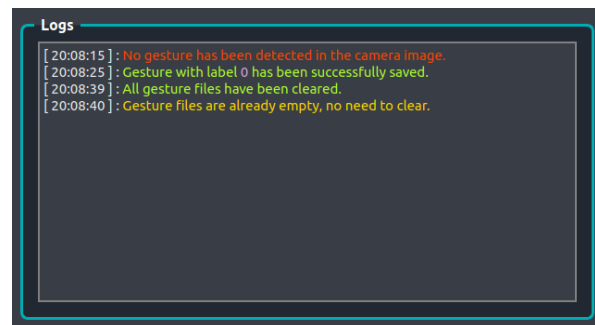 Logs
[ 20:08:15 ] : No gesture has been detected in the camera image.
[ 20:08:25 ] : Gesture with label 0 has been successfully saved.
[ 20:08:39 ] : All gesture files have been cleared.
[ 20:08:40 ] : Gesture files are already empty, no need to clear.